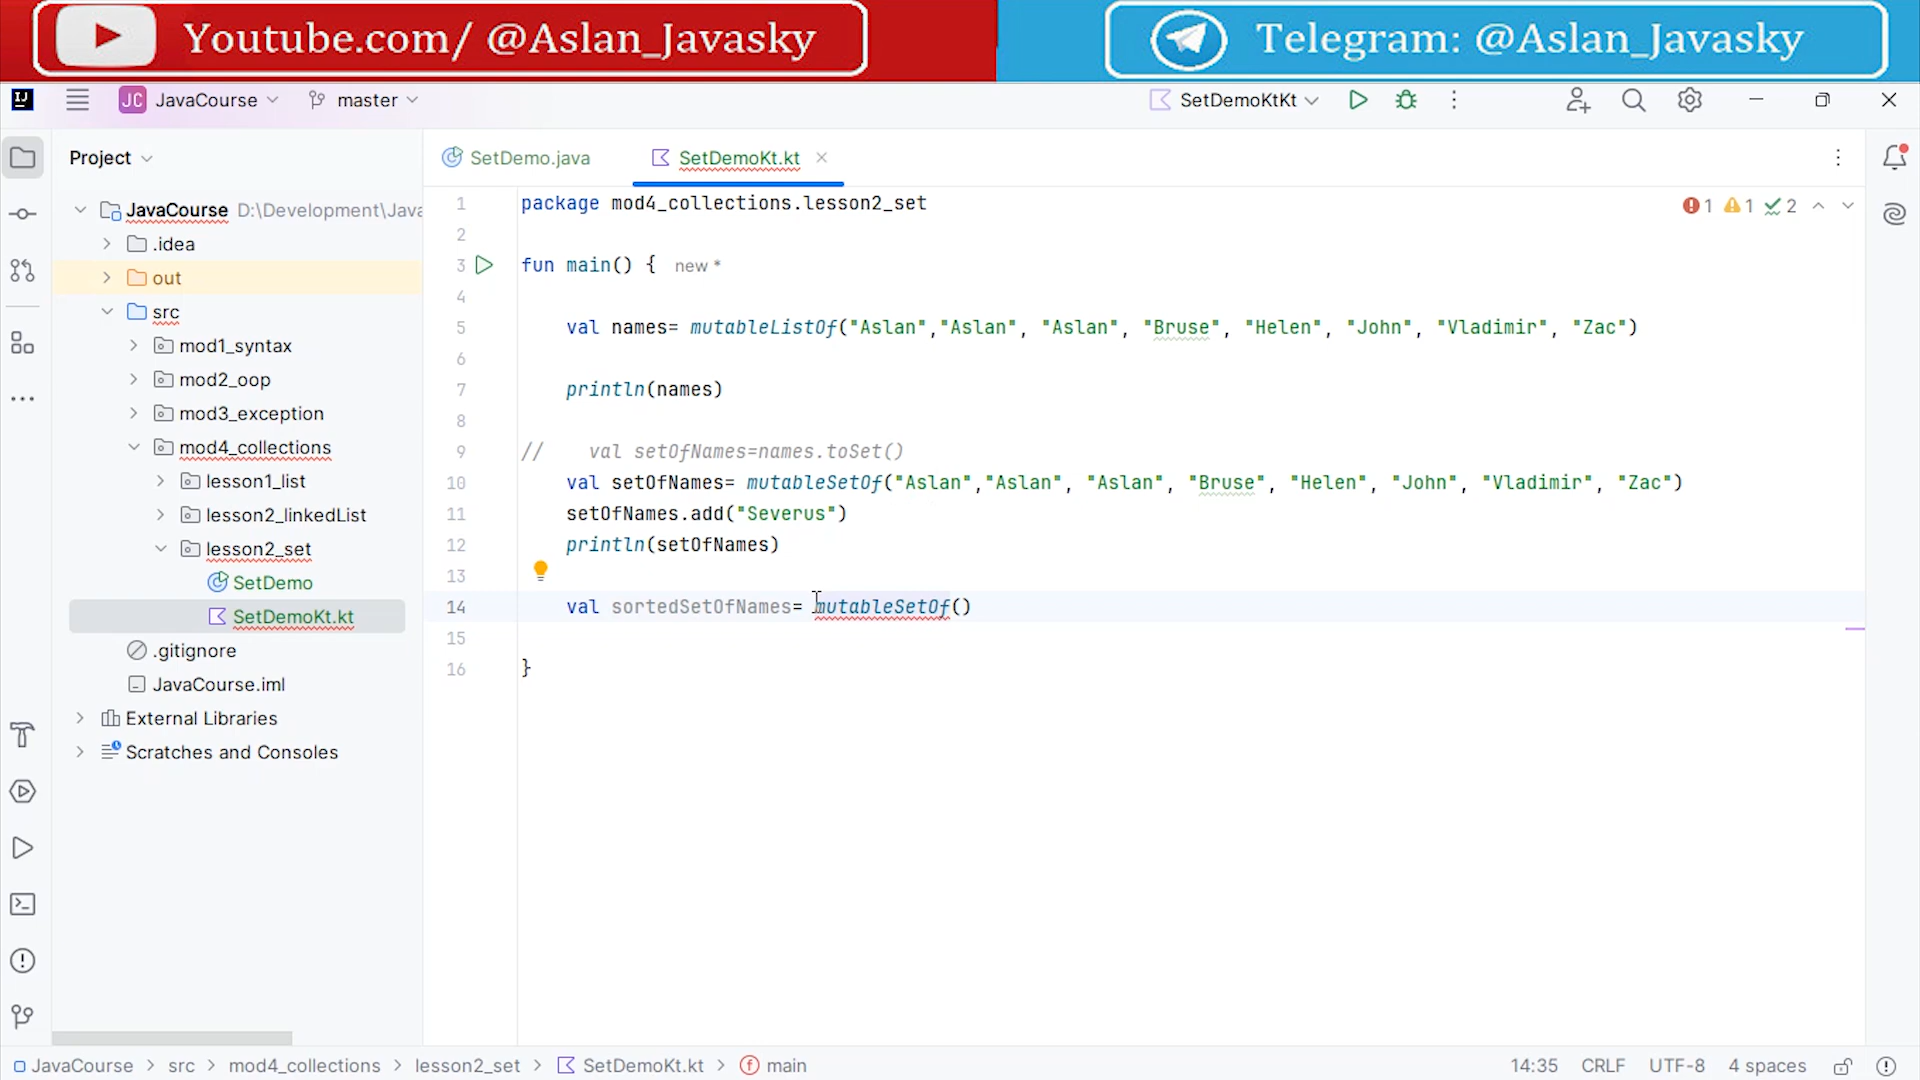 Youtube.com/ @Aslan_Javasky
Telegram: @Aslan_Javasky
JC JavaCourse master SetDemoKtKt
Project
SetDemo.java SetDemoKt.kt
JavaCourse D:\Development\Java
.idea
out
src
mod1_syntax
mod2_oop
mod3_exception
mod4_collections
lesson1_list
lesson2_linkedList
lesson2_set
SetDemo
SetDemoKt.kt
.gitignore
JavaCourse.iml
External Libraries
Scratches and Consoles
1 package mod4_collections.lesson2_set
1 1 2
2
3 fun main() { new *
4
5 val names= mutableListOf("Aslan","Aslan", "Aslan", "Bruse", "Helen", "John", "Vladimir", "Zac")
6
7 println(names)
8
9 // val setOfNames=names.toSet()
10 val setOfNames= mutableSetOf("Aslan","Aslan", "Aslan", "Bruse", "Helen", "John", "Vladimir", "Zac")
11 setOfNames.add("Severus")
12 println(setOfNames)
13
14 val sortedSetOfNames= mutableSetOf()
15
16 }
JavaCourse > src > mod4_collections > lesson2_set > SetDemoKt.kt > main
14:35 CRLF UTF-8 4 spaces